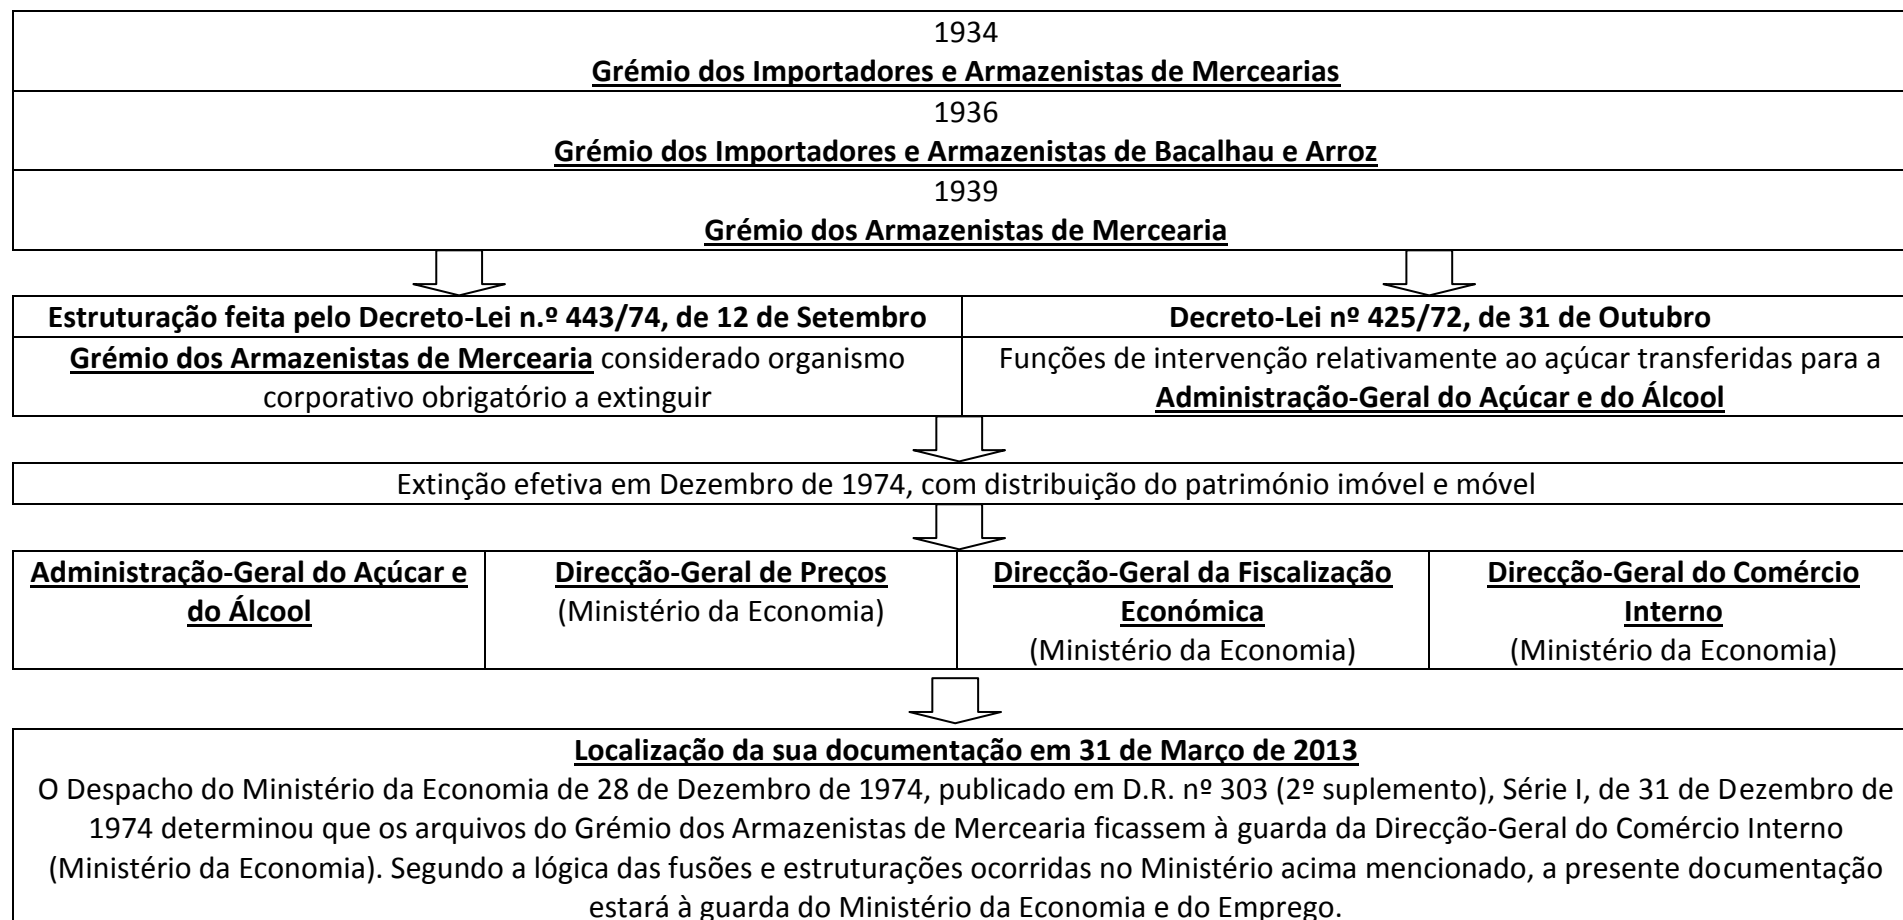 1934
Grémio dos Importadores e Armazenistas de Mercearias
1936
Grémio dos Importadores e Armazenistas de Bacalhau e Arroz
1939
Grémio dos Armazenistas de Mercearia
Estruturação feita pelo Decreto-Lei n.º 443/74, de 12 de Setembro
Grémio dos Armazenistas de Mercearia considerado organismo
corporativo obrigatório a extinguir
Decreto-Lei nº 425/72, de 31 de Outubro
Funções de intervenção relativamente ao açúcar transferidas para a
Administração-Geral do Açúcar e do Álcool
Extinção efetiva em Dezembro de 1974, com distribuição do património imóvel e móvel
Administração-Geral do Açúcar e
do Álcool
Direcção-Geral de Preços
(Ministério da Economia)
Direcção-Geral da Fiscalização
Económica
(Ministério da Economia)
Direcção-Geral do Comércio
Interno
(Ministério da Economia)
Localização da sua documentação em 31 de Março de 2013
O Despacho do Ministério da Economia de 28 de Dezembro de 1974, publicado em D.R. nº 303 (2º suplemento), Série I, de 31 de Dezembro de
1974 determinou que os arquivos do Grémio dos Armazenistas de Mercearia ficassem à guarda da Direcção-Geral do Comércio Interno
(Ministério da Economia). Segundo a lógica das fusões e estruturações ocorridas no Ministério acima mencionado, a presente documentação
estará à guarda do Ministério da Economia e do Emprego.